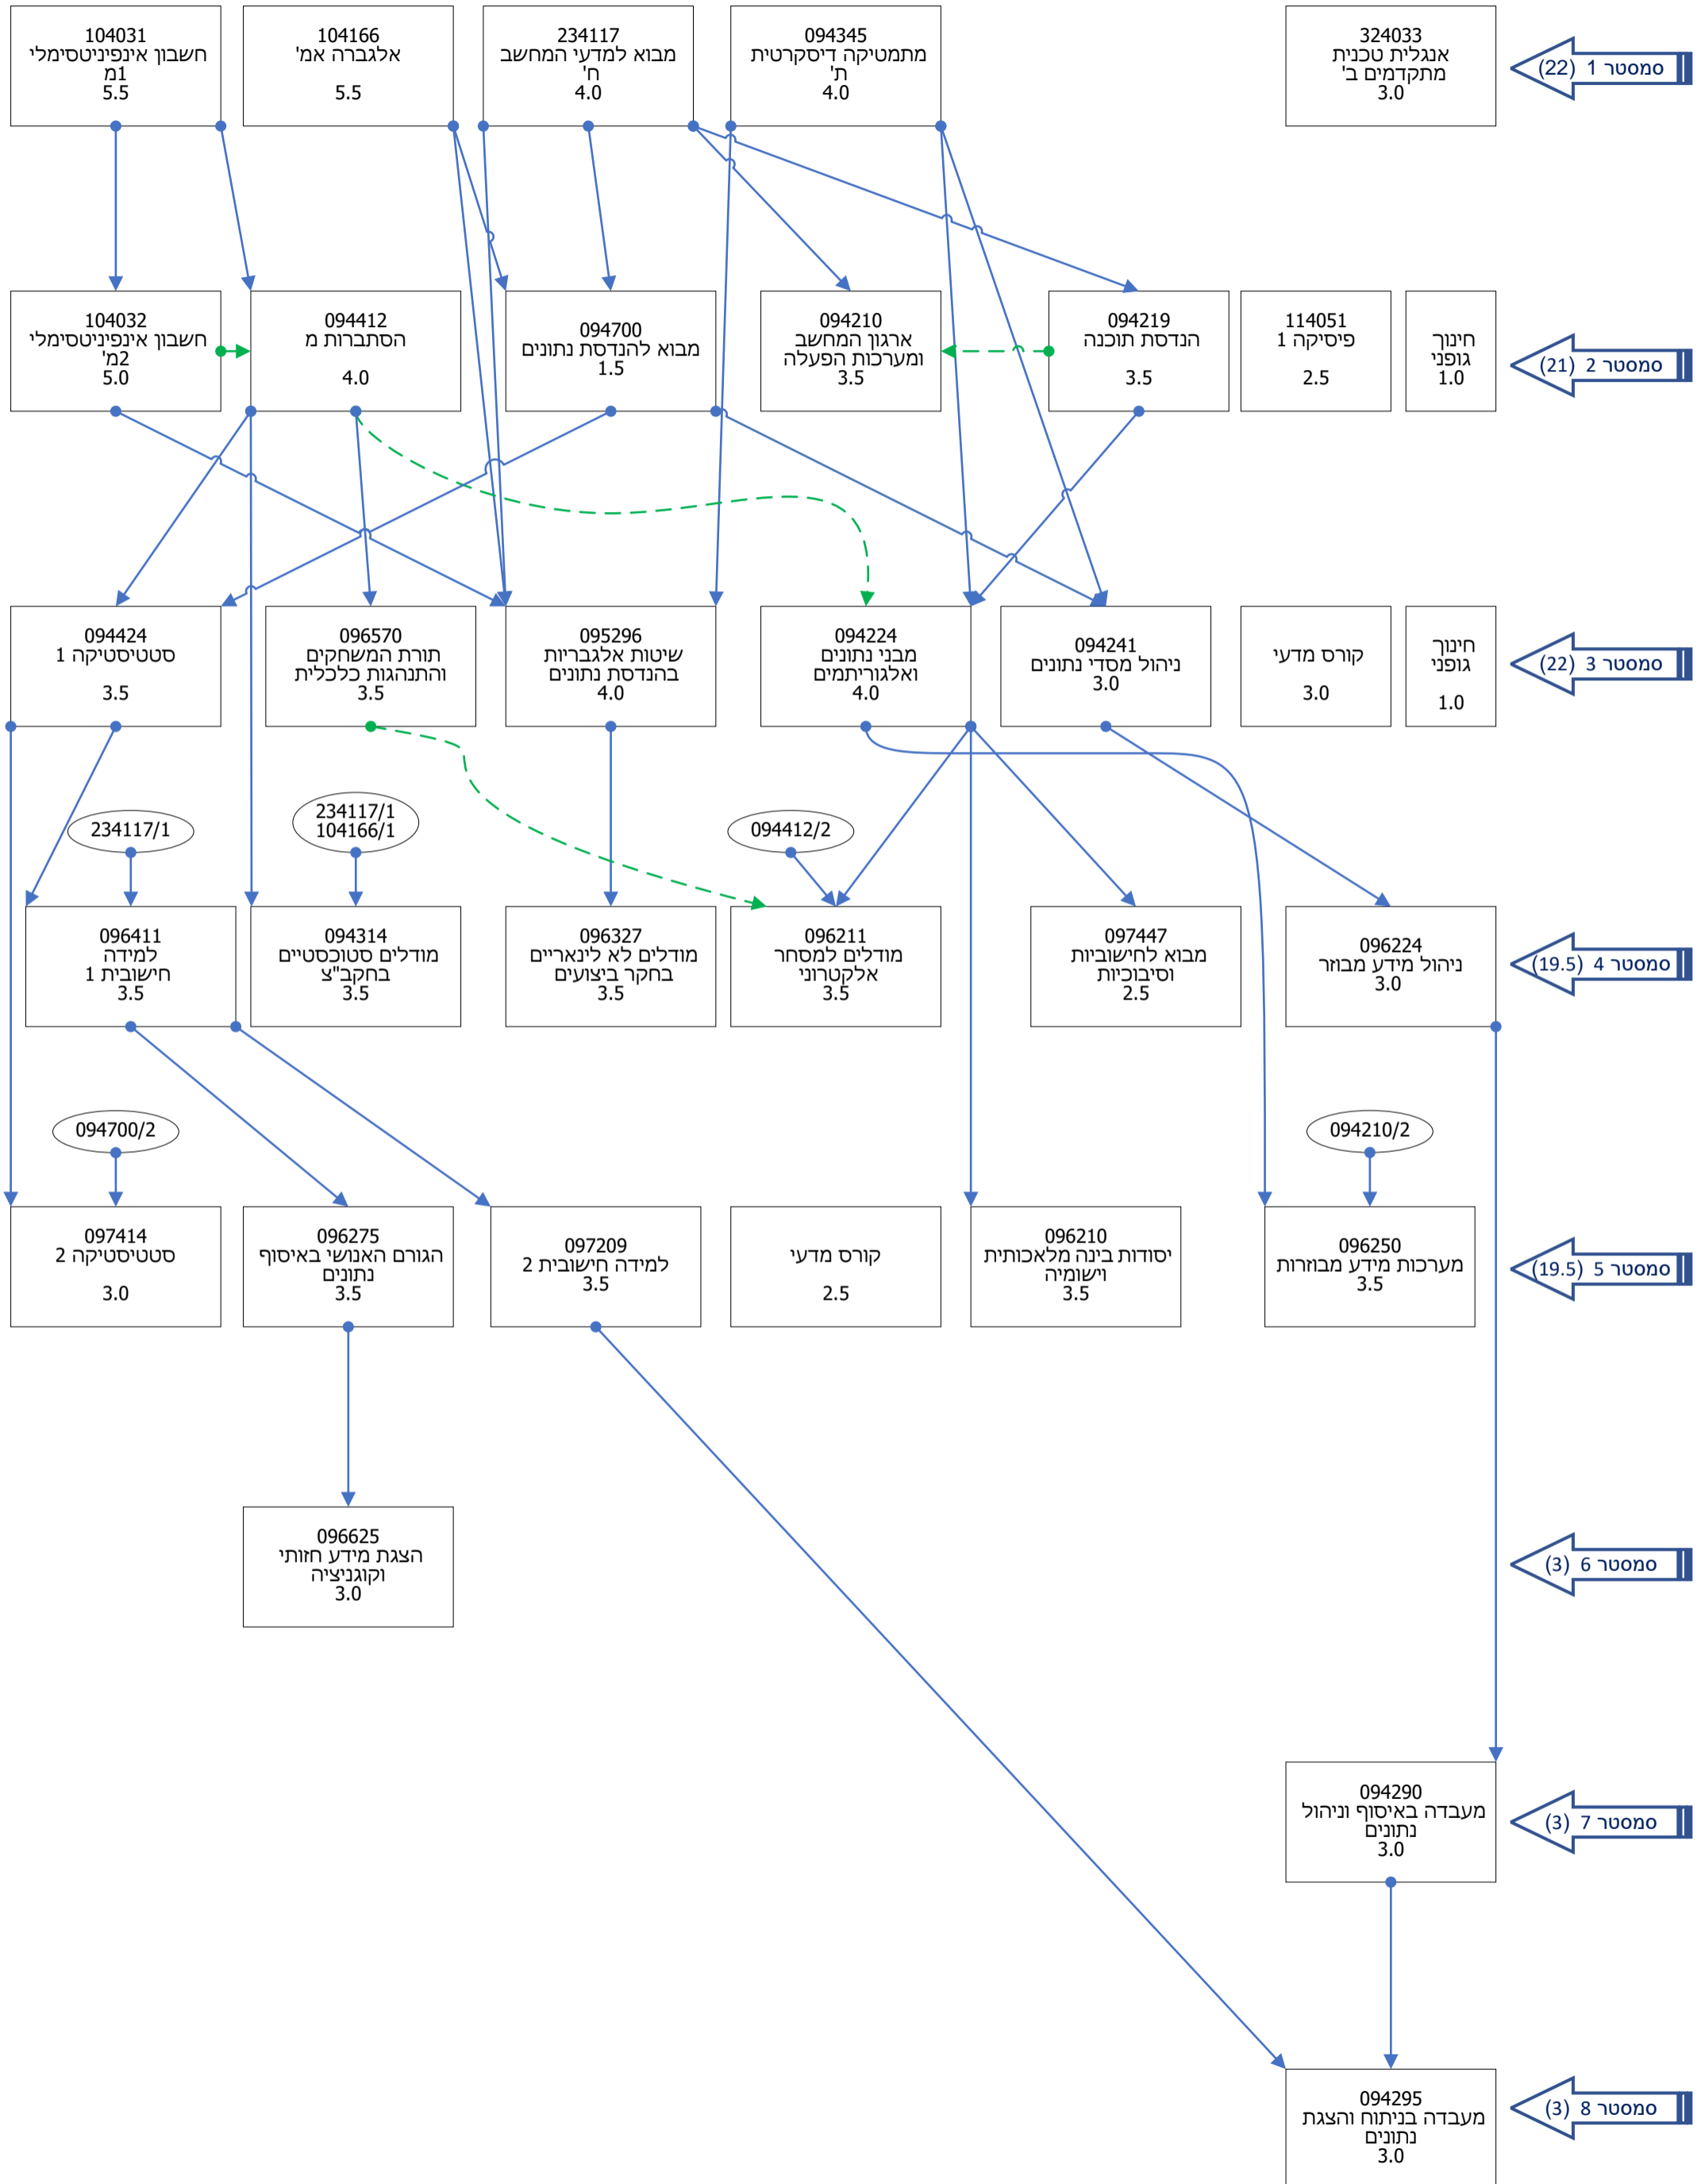 סמסטר 1 (22)
324033
אנגלית טכנית
מתקדמים ב'
3.0
094345
מתמטיקה דיסקרטית
ת'
4.0
234117
מבוא למדעי המחשב
ח'
4.0
104166
אלגברה אמ'
5.5
104031
חשבון אינפיניטסימלי
1מ
5.5
סמסטר 2 (21)
חינוך
גופני
1.0
114051
פיסיקה 1
2.5
094219
הנדסת תוכנה
3.5
094210
ארגון המחשב
ומערכות הפעלה
3.5
094700
מבוא להנדסת נתונים
1.5
094412
הסתברות מ
4.0
104032
חשבון אינפיניטסימלי
2מ'
5.0
סמסטר 3 (22)
חינוך
גופני
1.0
קורס מדעי
3.0
094241
ניהול מסדי נתונים
3.0
094224
מבני נתונים
ואלגוריתמים
4.0
095296
שיטות אלגבריות
בהנדסת נתונים
4.0
096570
תורת המשחקים
והתנהגות כלכלית
3.5
094424
סטטיסטיקה 1
3.5
094412/2
234117/1
104166/1
234117/1
סמסטר 4 (19.5)
096224
ניהול מידע מבוזר
3.0
097447
מבוא לחישוביות
וסיבוכיות
2.5
096211
מודלים למסחר
אלקטרוני
3.5
096327
מודלים לא לינאריים
בחקר ביצועים
3.5
094314
מודלים סטוכסטיים
בחקב"צ
3.5
096411
למידה
חישובית 1
3.5
094210/2
094700/2
סמסטר 5 (19.5)
096250
מערכות מידע מבוזרות
3.5
096210
יסודות בינה מלאכותית
וישומיה
3.5
קורס מדעי
2.5
097209
למידה חישובית 2
3.5
096275
הגורם האנושי באיסוף
נתונים
3.5
097414
סטטיסטיקה 2
3.0
סמסטר 6 (3)
096625
הצגת מידע חזותי
וקוגניציה
3.0
סמסטר 7 (3)
094290
מעבדה באיסוף וניהול
נתונים
3.0
סמסטר 8 (3)
094295
מעבדה בניתוח והצגת
נתונים
3.0